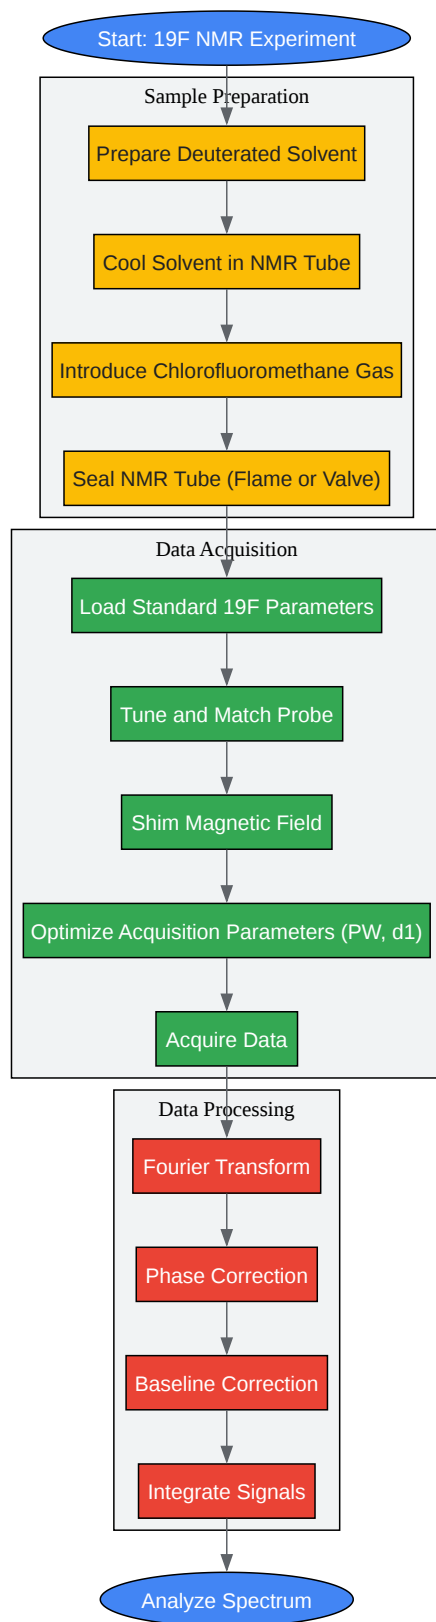 Start: 19F NMR Experiment
Sample Preparation
Prepare Deuterated Solvent
Cool Solvent in NMR Tube
Introduce Chlorofluoromethane Gas
Seal NMR Tube (Flame or Valve)
Data Acquisition
Load Standard 19F Parameters
Tune and Match Probe
Shim Magnetic Field
Optimize Acquisition Parameters (PW, d1)
Acquire Data
Data Processing
Fourier Transform
Phase Correction
Baseline Correction
Integrate Signals
Analyze Spectrum